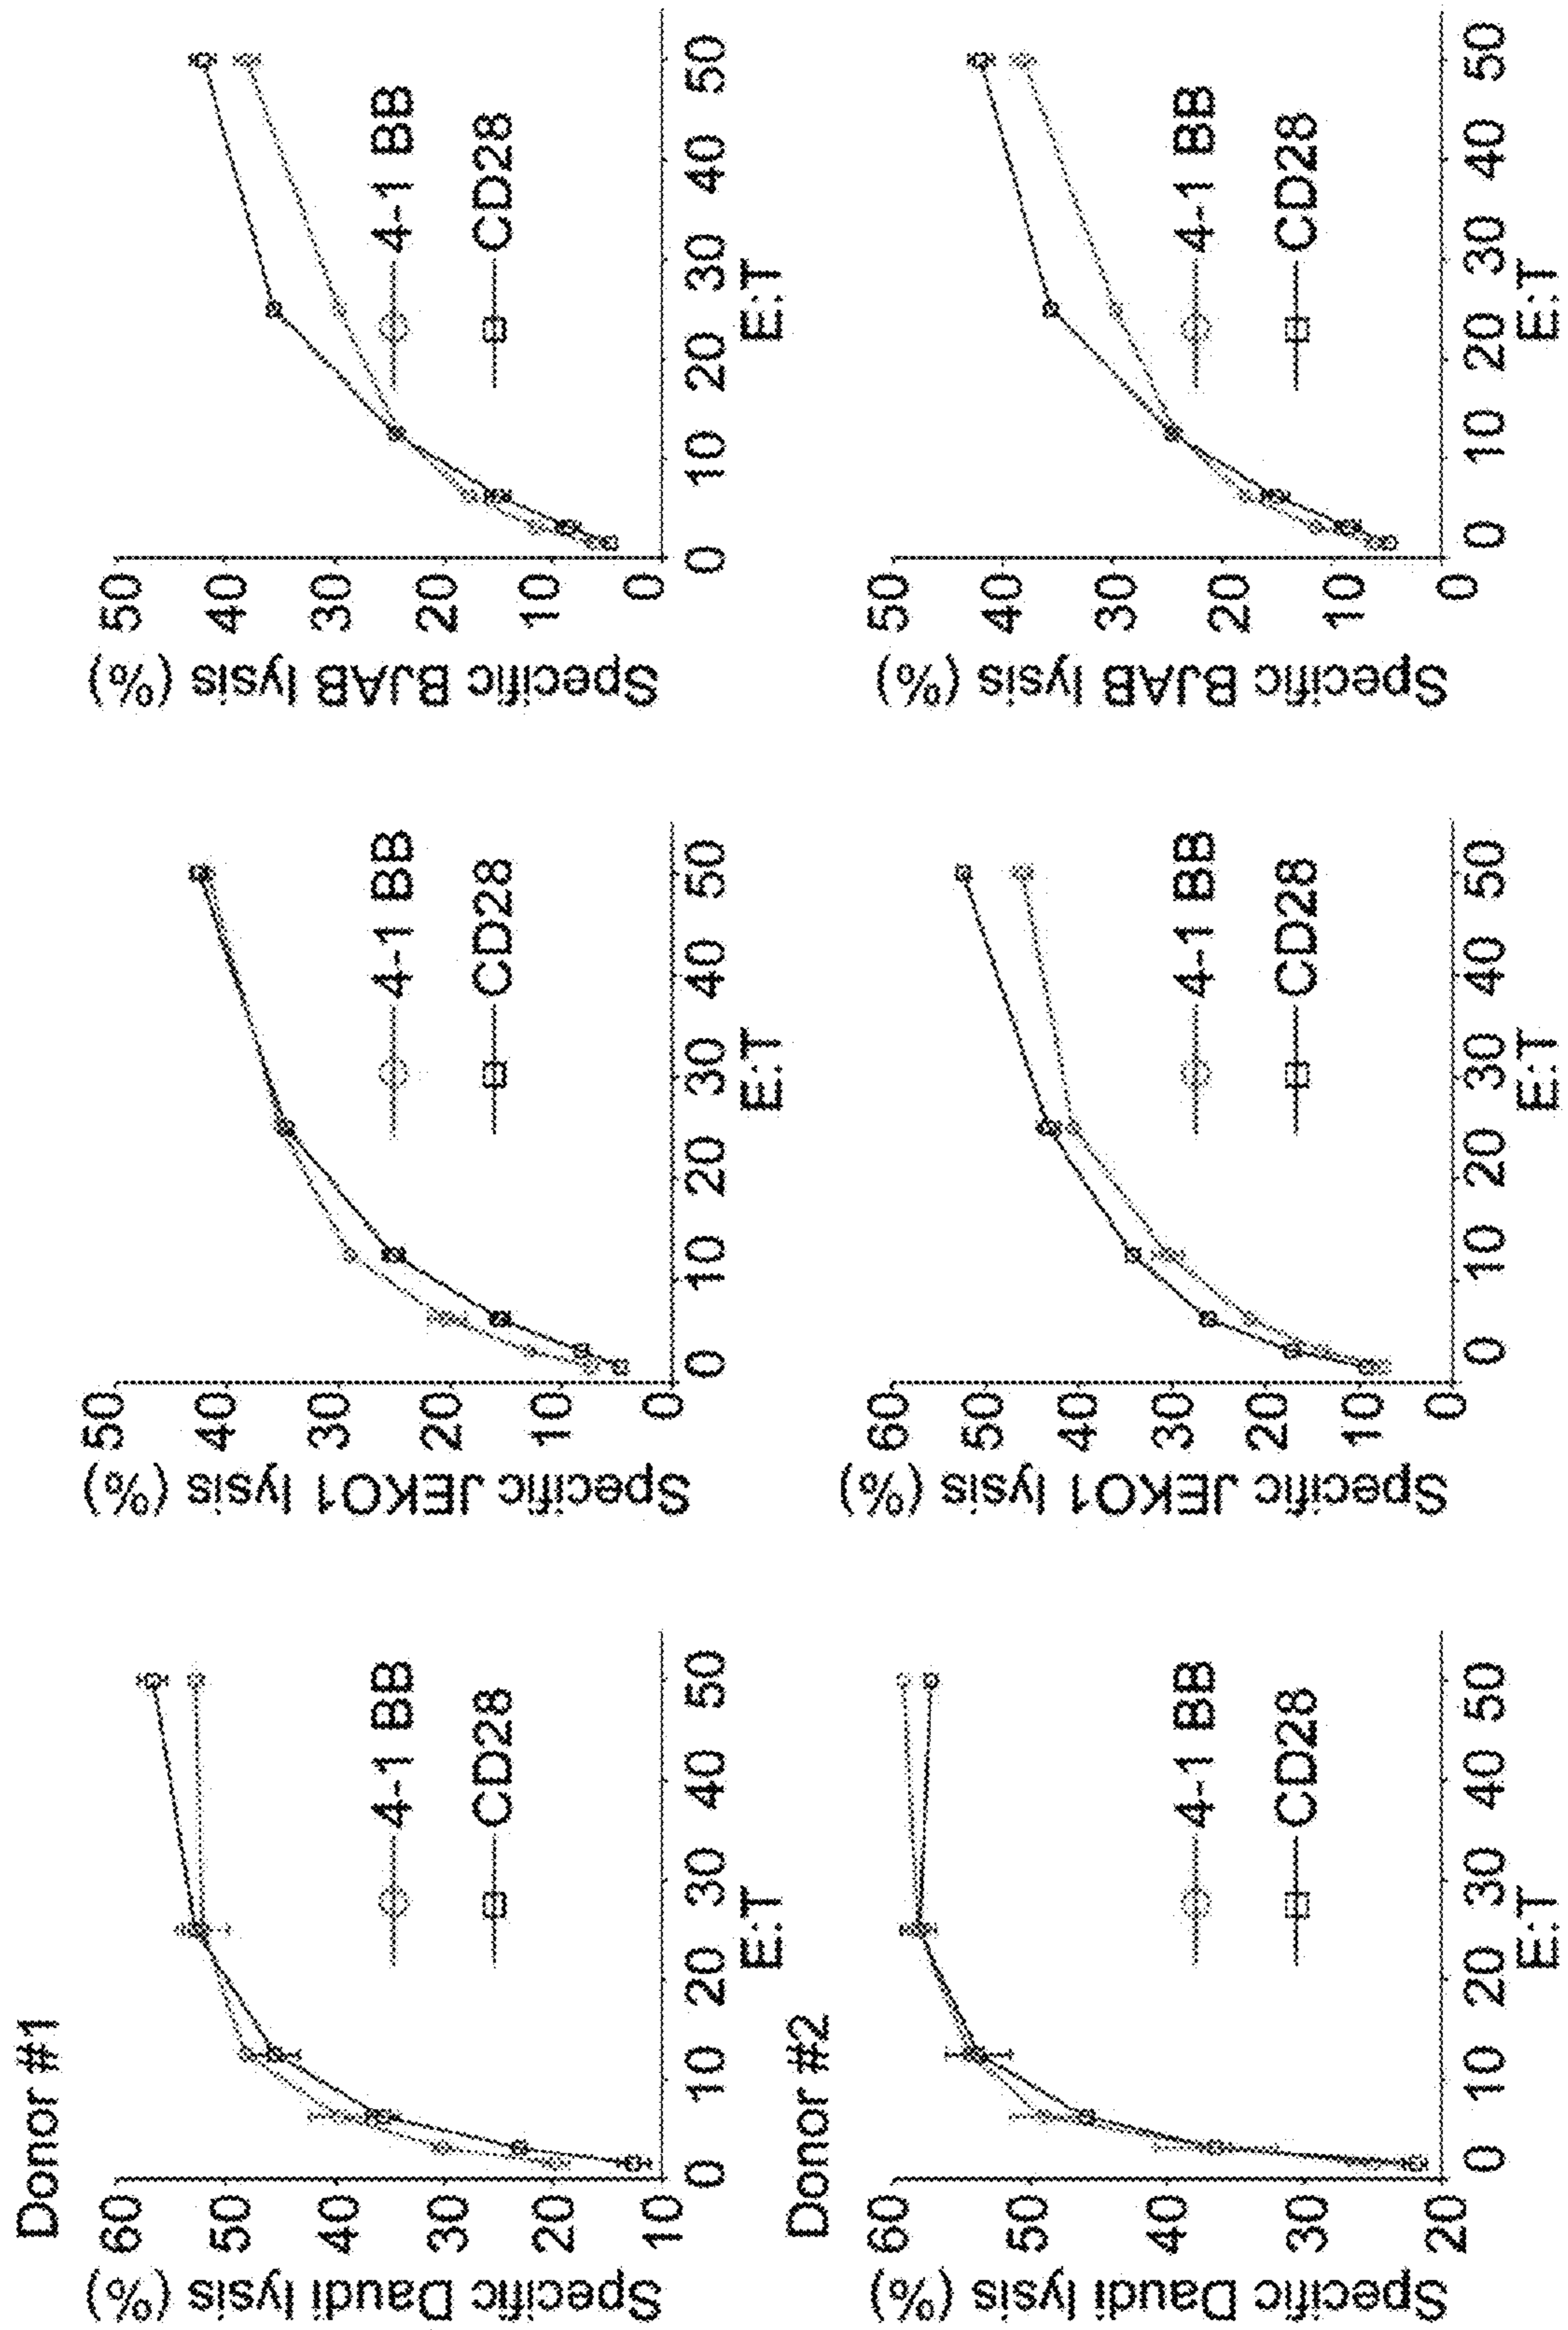 Donor #1
Specific Daudi lysis (%)
60
50
40
30
20
10
0 10 20 30 40 50
E:T
4-1 BB
CD28
Specific JEKO1 lysis (%)
50
40
30
20
10
0
0 10 20 30 40 50
E:T
4-1 BB
CD28
Specific BJAB lysis (%)
50
40
30
20
10
0
0 10 20 30 40 50
E:T
4-1 BB
CD28
Donor #2
Specific Daudi lysis (%)
60
50
40
30
20
0 10 20 30 40 50
E:T
4-1 BB
CD28
Specific JEKO1 lysis (%)
60
50
40
30
20
10
0
0 10 20 30 40 50
E:T
4-1 BB
CD28
Specific BJAB lysis (%)
50
40
30
20
10
0
0 10 20 30 40 50
E:T
4-1 BB
CD28